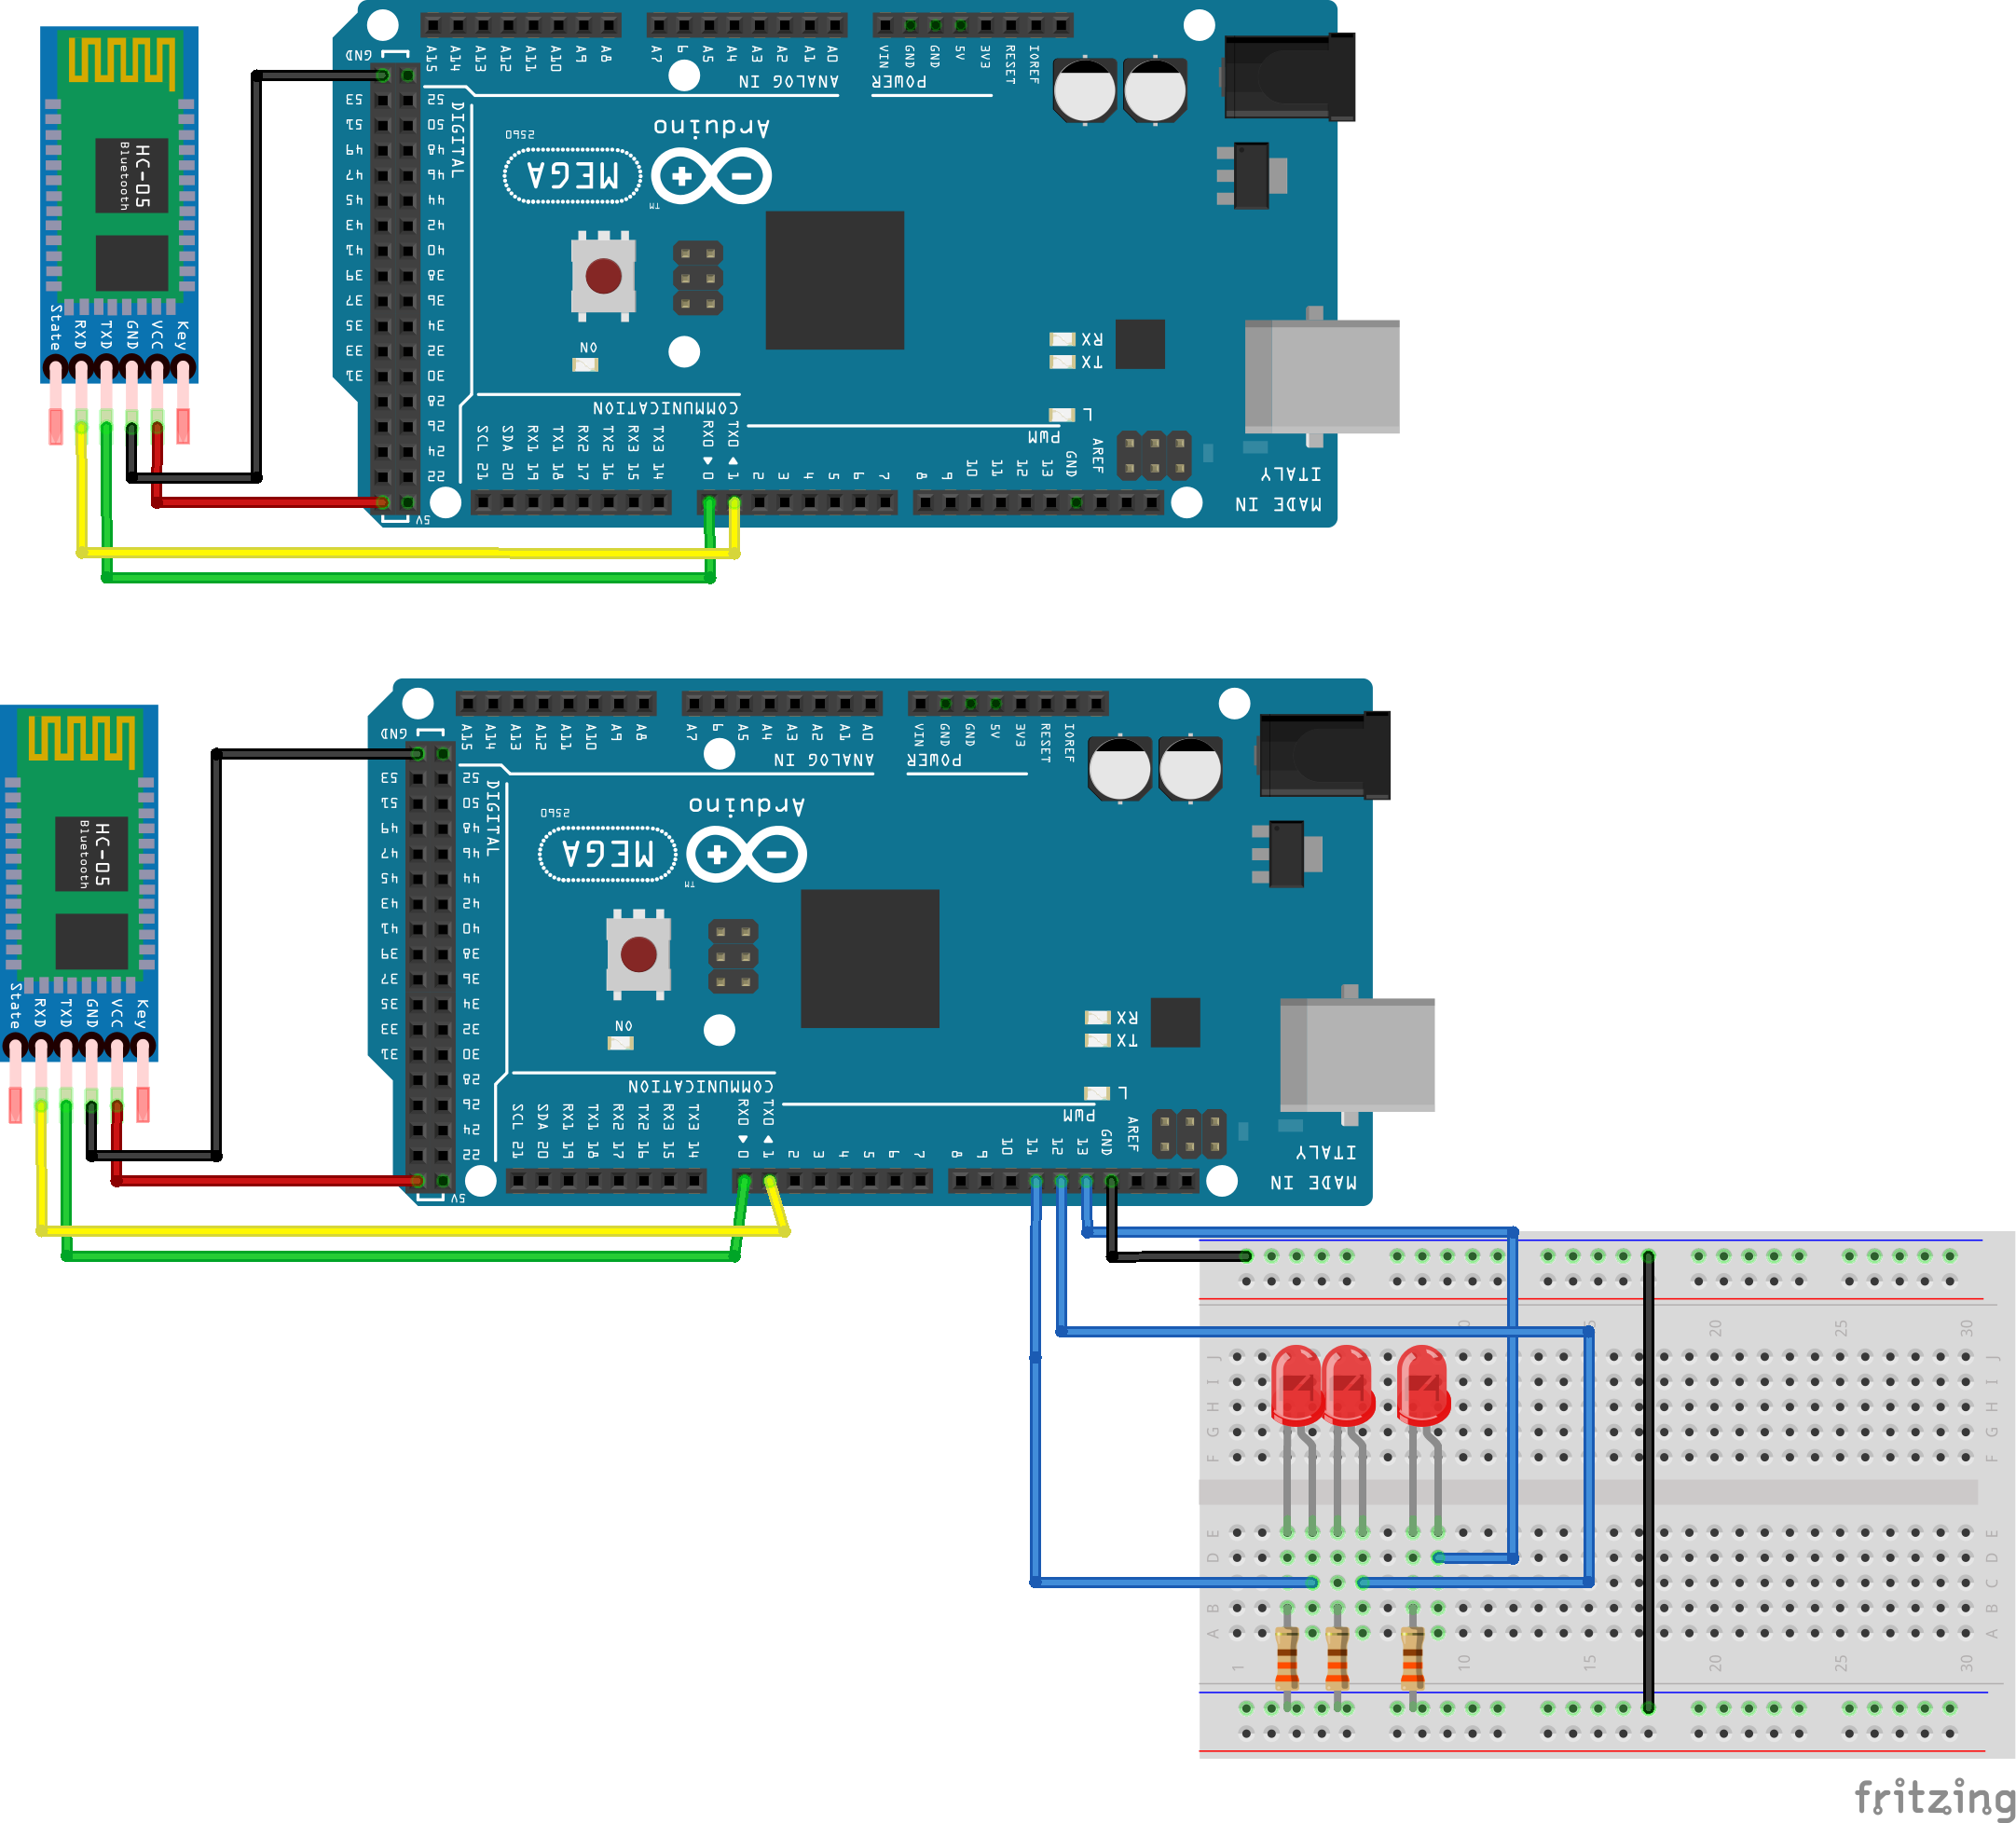 HC-05
Bluetooth
State
RXD
TXD
GND
VCC
Key
GND
A15
A14
A13
A12
A11
A10
A9
A8
A7
6
A5
A4
A3
A2
A1
A0
VIN
GND
GND
5V
3V3
RESET
IOREF
ANALOG IN
POWER
DIGITAL
53 52
51 50
49 48
47 46
45 44
43 42
41 40
39 38
37 36
35 34
33 32
31 30
28
26
24
22
5V
2560
Arduino
MEGA
TM
ON
RX
TX
L
COMMUNICATION
PWM
SCL 21
SDA 20
RX1 19
TX1 18
RX2 17
TX2 16
RX3 15
TX3 14
RX0 0
TX0 1
2
3
4
5
6
7
8
9
10
11
12
13
GND
AREF
MADE IN
ITALY
HC-05
Bluetooth
State
RXD
TXD
GND
VCC
Key
GND
A15
A14
A13
A12
A11
A10
A9
A8
A7
6
A5
A4
A3
A2
A1
A0
VIN
GND
GND
5V
3V3
RESET
IOREF
ANALOG IN
POWER
DIGITAL
53 52
51 50
49 48
47 46
45 44
43 42
41 40
39 38
37 36
35 34
33 32
31 30
28
26
24
22
5V
2560
Arduino
MEGA
TM
ON
RX
TX
L
COMMUNICATION
PWM
SCL 21
SDA 20
RX1 19
TX1 18
RX2 17
TX2 16
RX3 15
TX3 14
RX0 0
TX0 1
2
3
4
5
6
7
8
9
10
11
12
13
GND
AREF
MADE IN
ITALY
20 25 30
J J
I I
H H
G G
F F
E E
D D
C C
B B
A A
1 10 15 20 25 30
fritzing